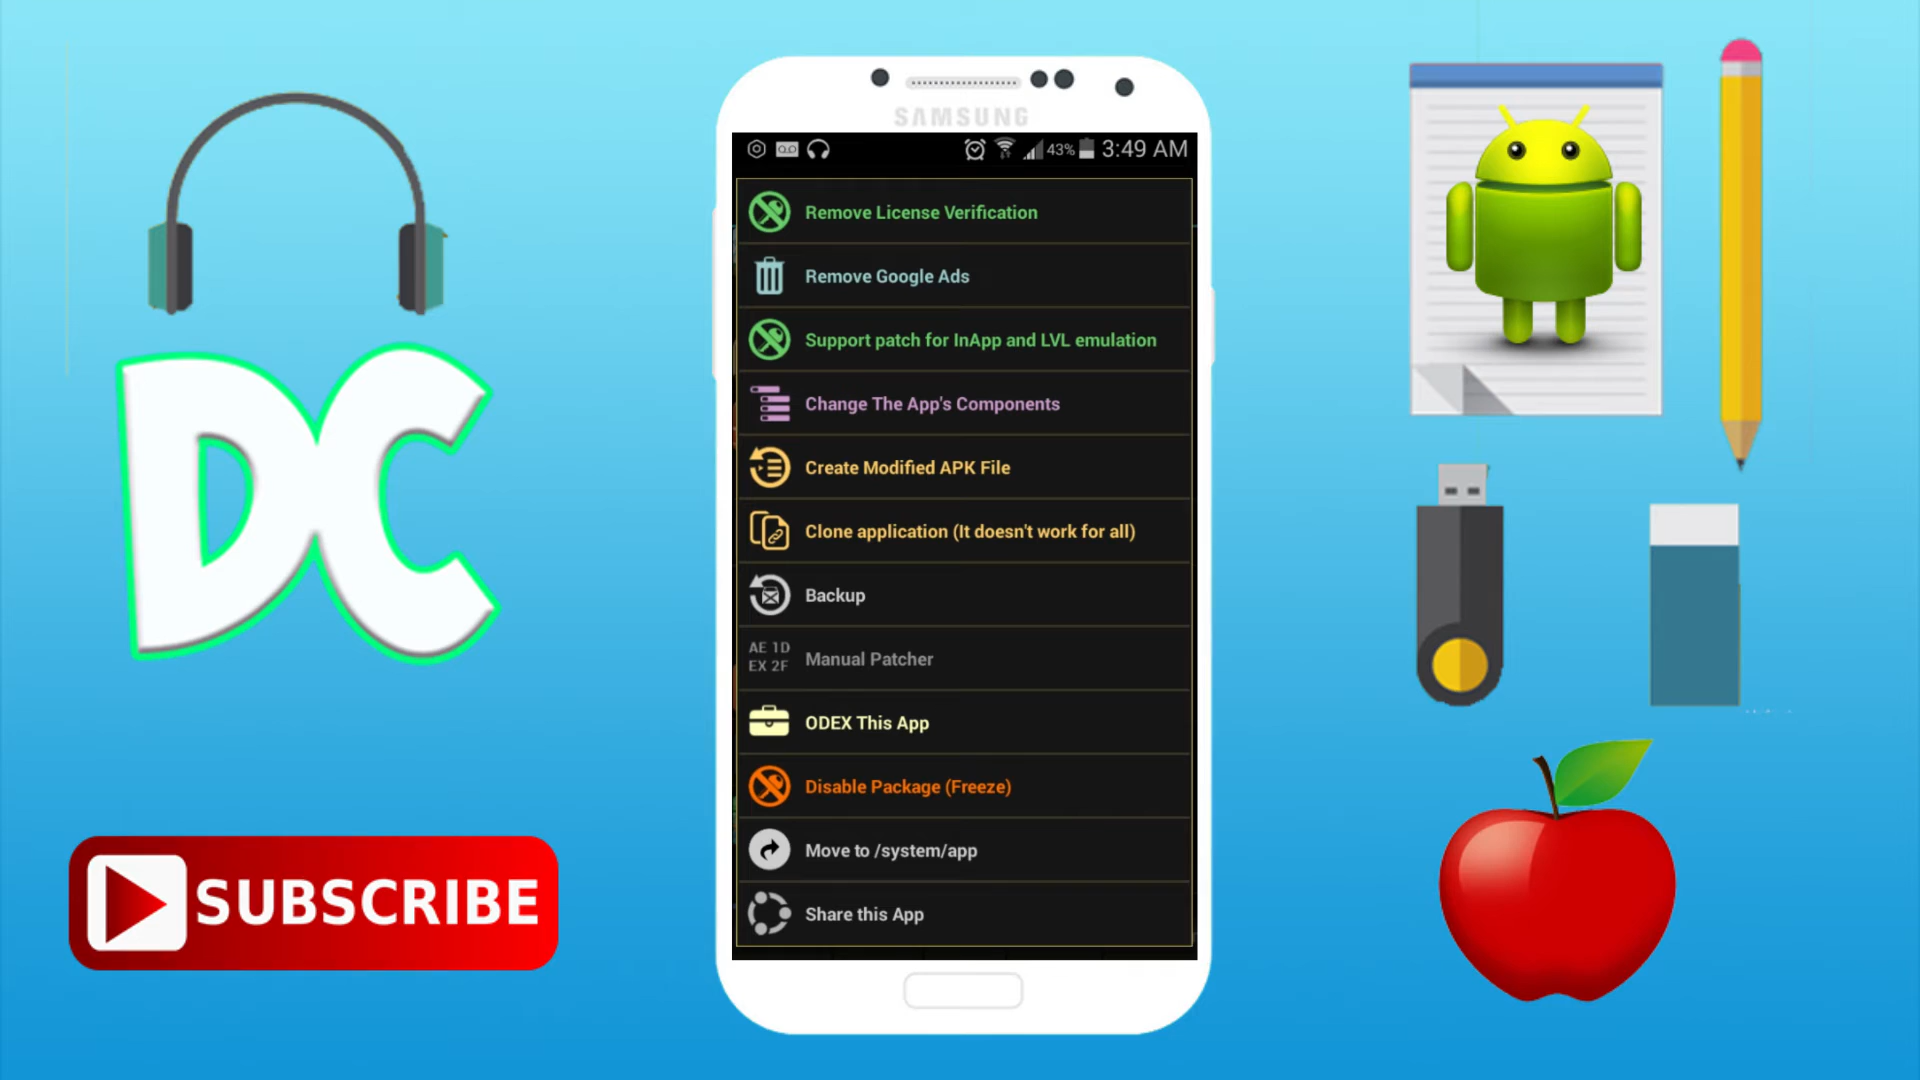 SAMSUNG
43% 3:49 AM
Remove License Verification
Remove Google Ads
Support patch for InApp and LVL emulation
Change The App's Components
Create Modified APK File
Clone application (It doesn't work for all)
Backup
AE 1D
EX 2F
Manual Patcher
ODEX This App
Disable Package (Freeze)
Move to /system/app
Share this App
DC
SUBSCRIBE